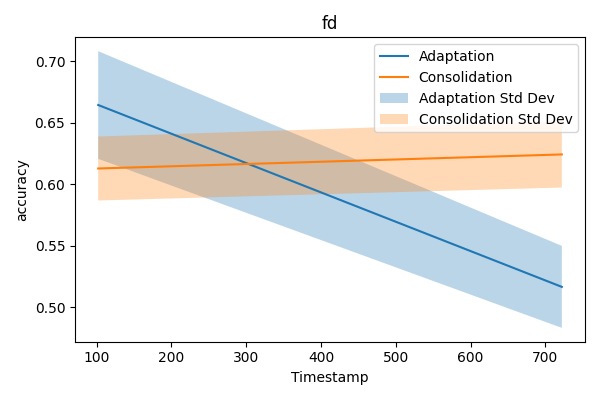 fd
Adaptation
Consolidation
Adaptation Std Dev
Consolidation Std Dev
accuracy
0.70
0.65
0.60
0.55
0.50
100 200 300 400 500 600 700
Timestamp